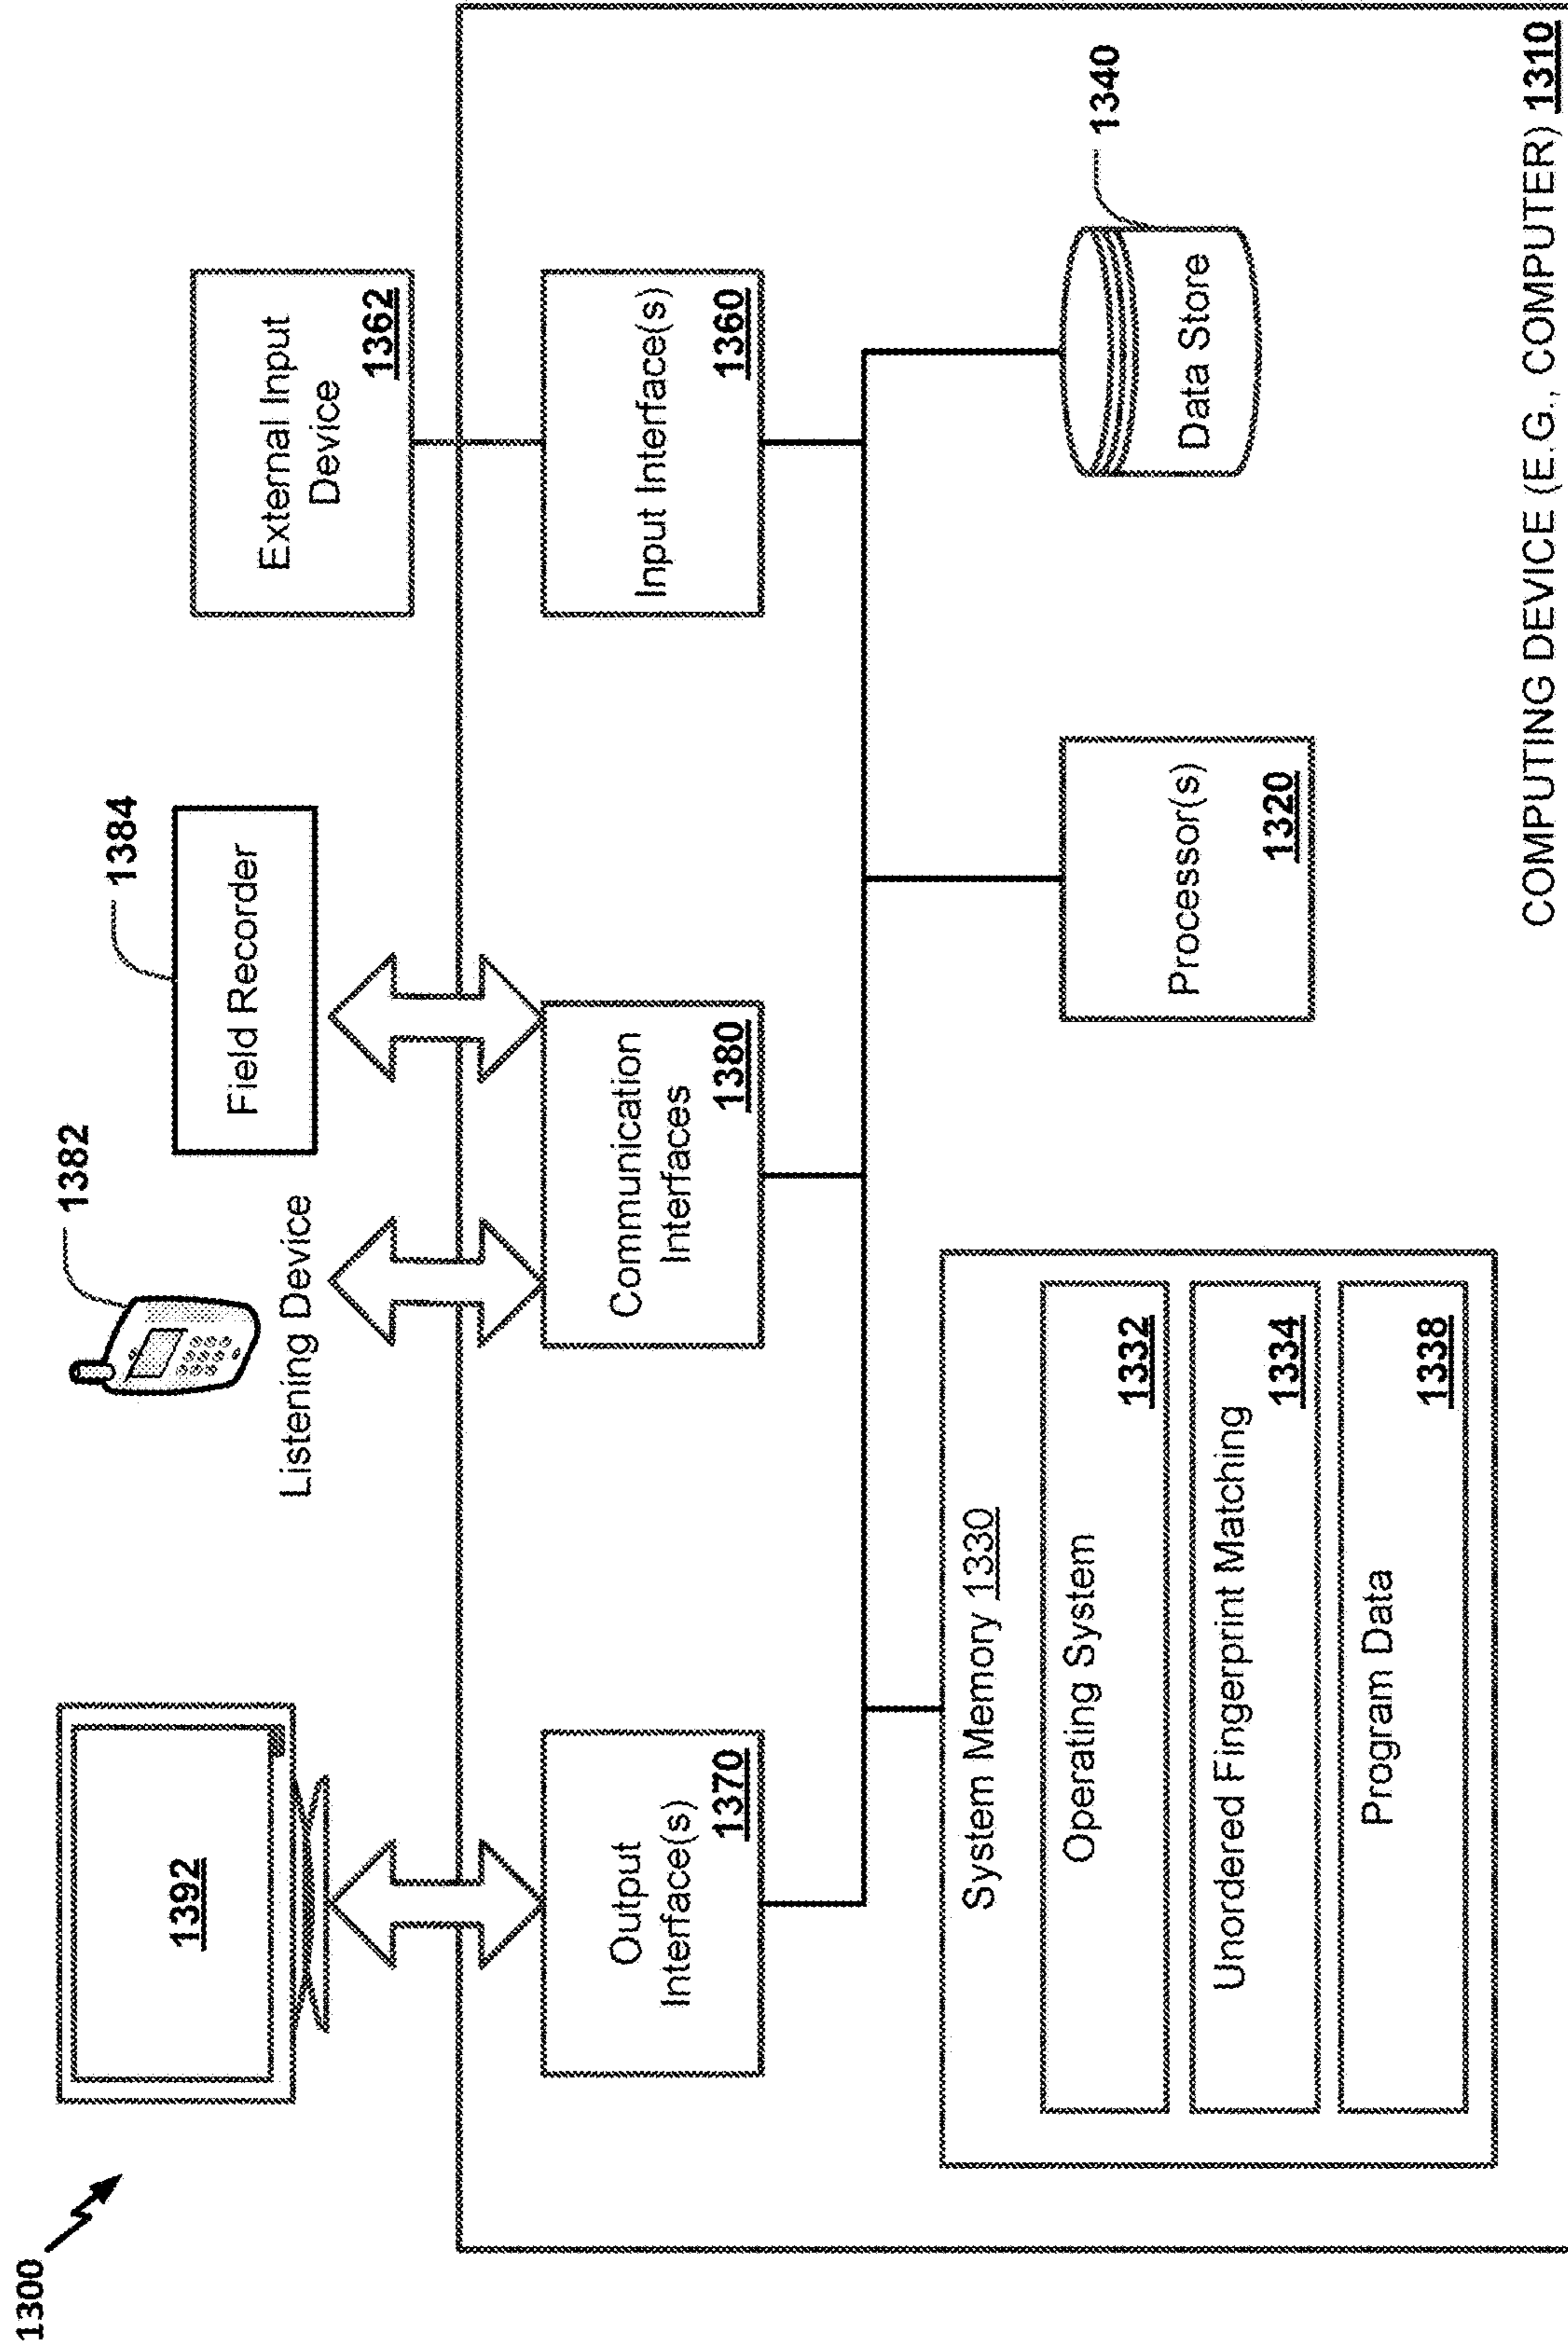 1300
1392
1382
Listening Device
1384
Field Recorder
External Input
Device
1362
Output
Interface(s)
1370
Communication
Interfaces
1380
Input Interface(s)
1360
System Memory 1330
Operating System
1332
Unordered Fingerprint Matching
1334
Program Data
1338
Processor(s)
1320
1340
Data Store
COMPUTING DEVICE (E.G., COMPUTER) 1310